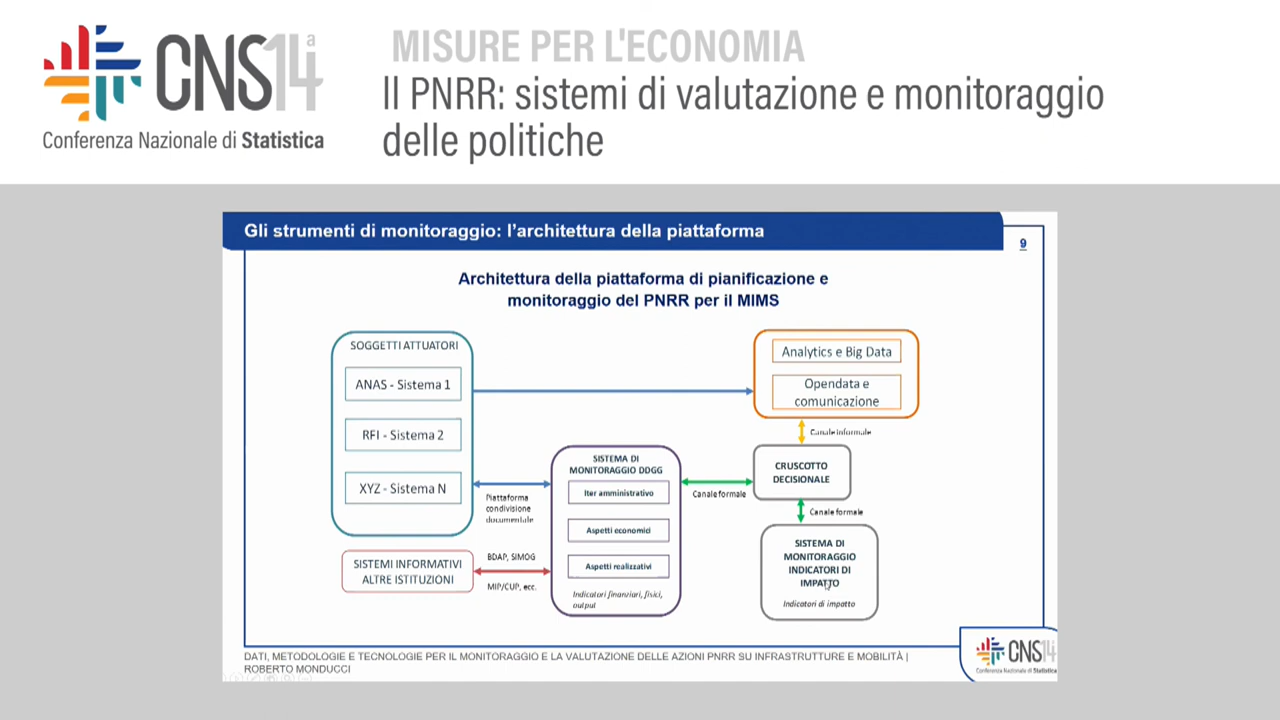 CNS14a
Conferenza Nazionale di Statistica
MISURE PER L'ECONOMIA
Il PNRR: sistemi di valutazione e monitoraggio
delle politiche
Gli strumenti di monitoraggio: l'architettura della piattaforma
9
Architettura della piattaforma di pianificazione e
monitoraggio del PNRR per il MIMS
SOGGETTI ATTUATORI
ANAS - Sistema 1
RFI - Sistema 2
XYZ - Sistema N
Piattaforma
condivisione
documentale
SISTEMI INFORMATIVI
ALTRE ISTITUZIONI
BDAP, SIMOG
MIP/CUP, ecc.
SISTEMA DI
MONITORAGGIO DDGG
Iter amministrativo
Aspetti economici
Aspetti realizzativi
Indicatori finanziari, fisici,
output
Canale formale
Analytics e Big Data
Opendata e
comunicazione
Canale informale
CRUSCOTTO
DECISIONALE
Canale formale
SISTEMA DI
MONITORAGGIO
INDICATORI DI
IMPATTO
Indicatori di impatto
DATI, METODOLOGIE E TECNOLOGIE PER IL MONITORAGGIO E LA VALUTAZIONE DELLE AZIONI PNRR SU INFRASTRUTTURE E MOBILITÀ |
ROBERTO MONDUCCI
CNS14
Conferenza Nazionale di Statistica